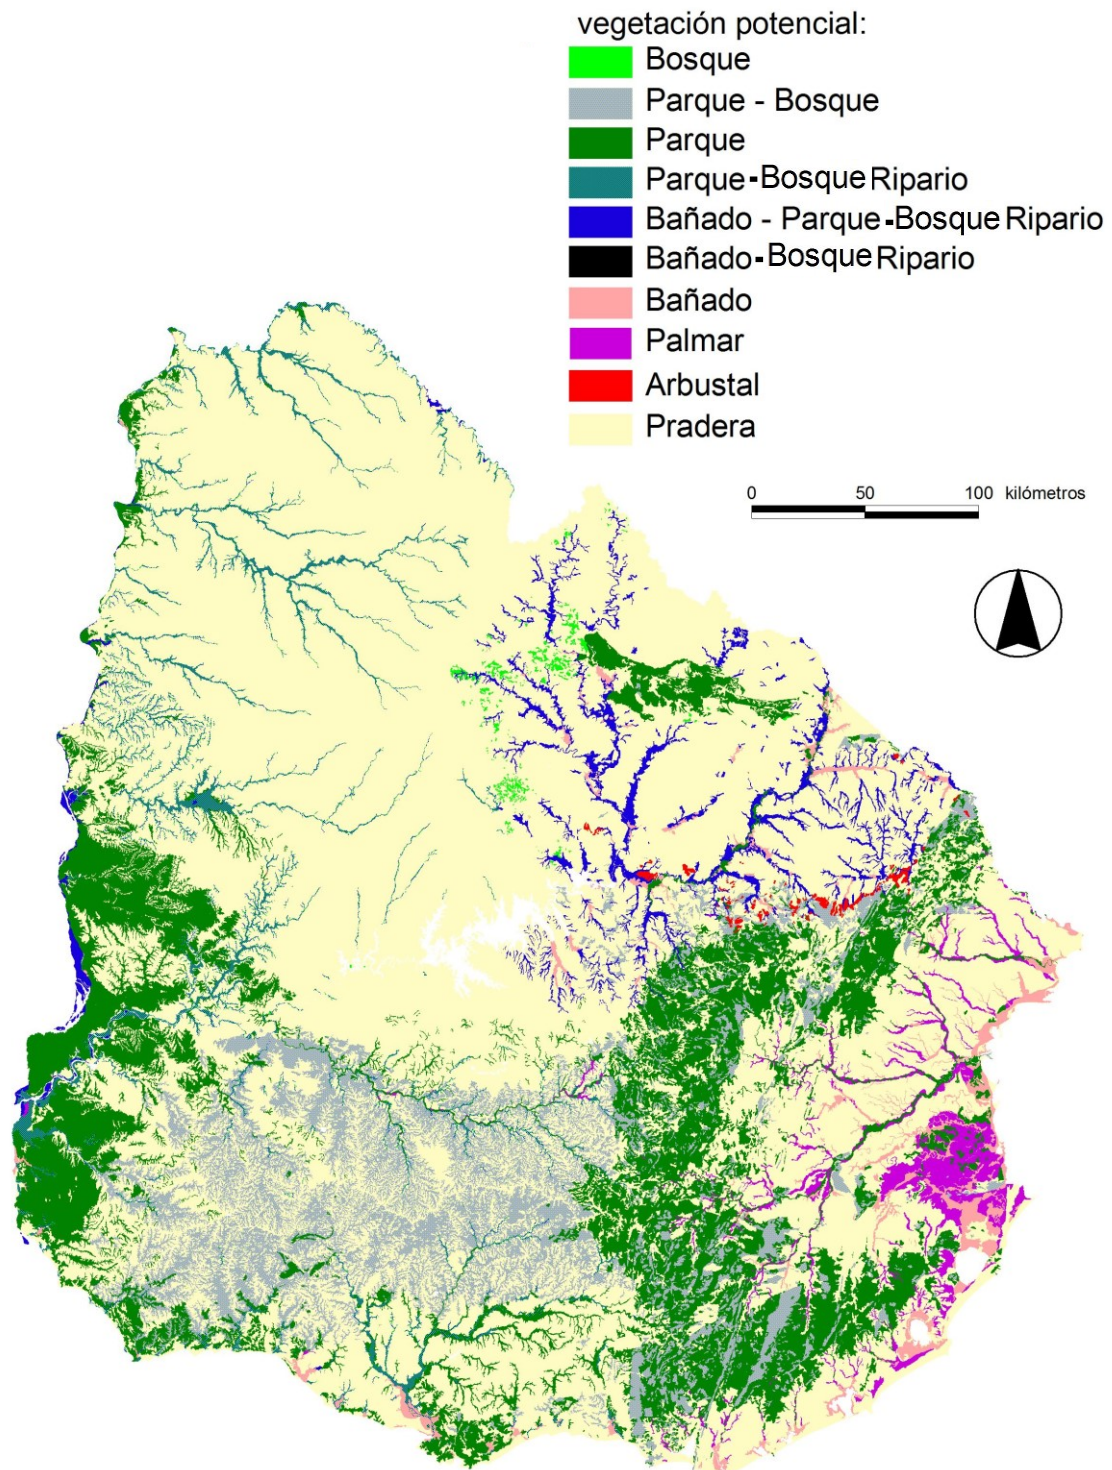 vegetación potencial:
Bosque
Parque - Bosque
Parque
Parque-Bosque Ripario
Bañado - Parque-Bosque Ripario
Bañado-Bosque Ripario
Bañado
Palmar
Arbustal
Pradera
0 50 100 kilómetros